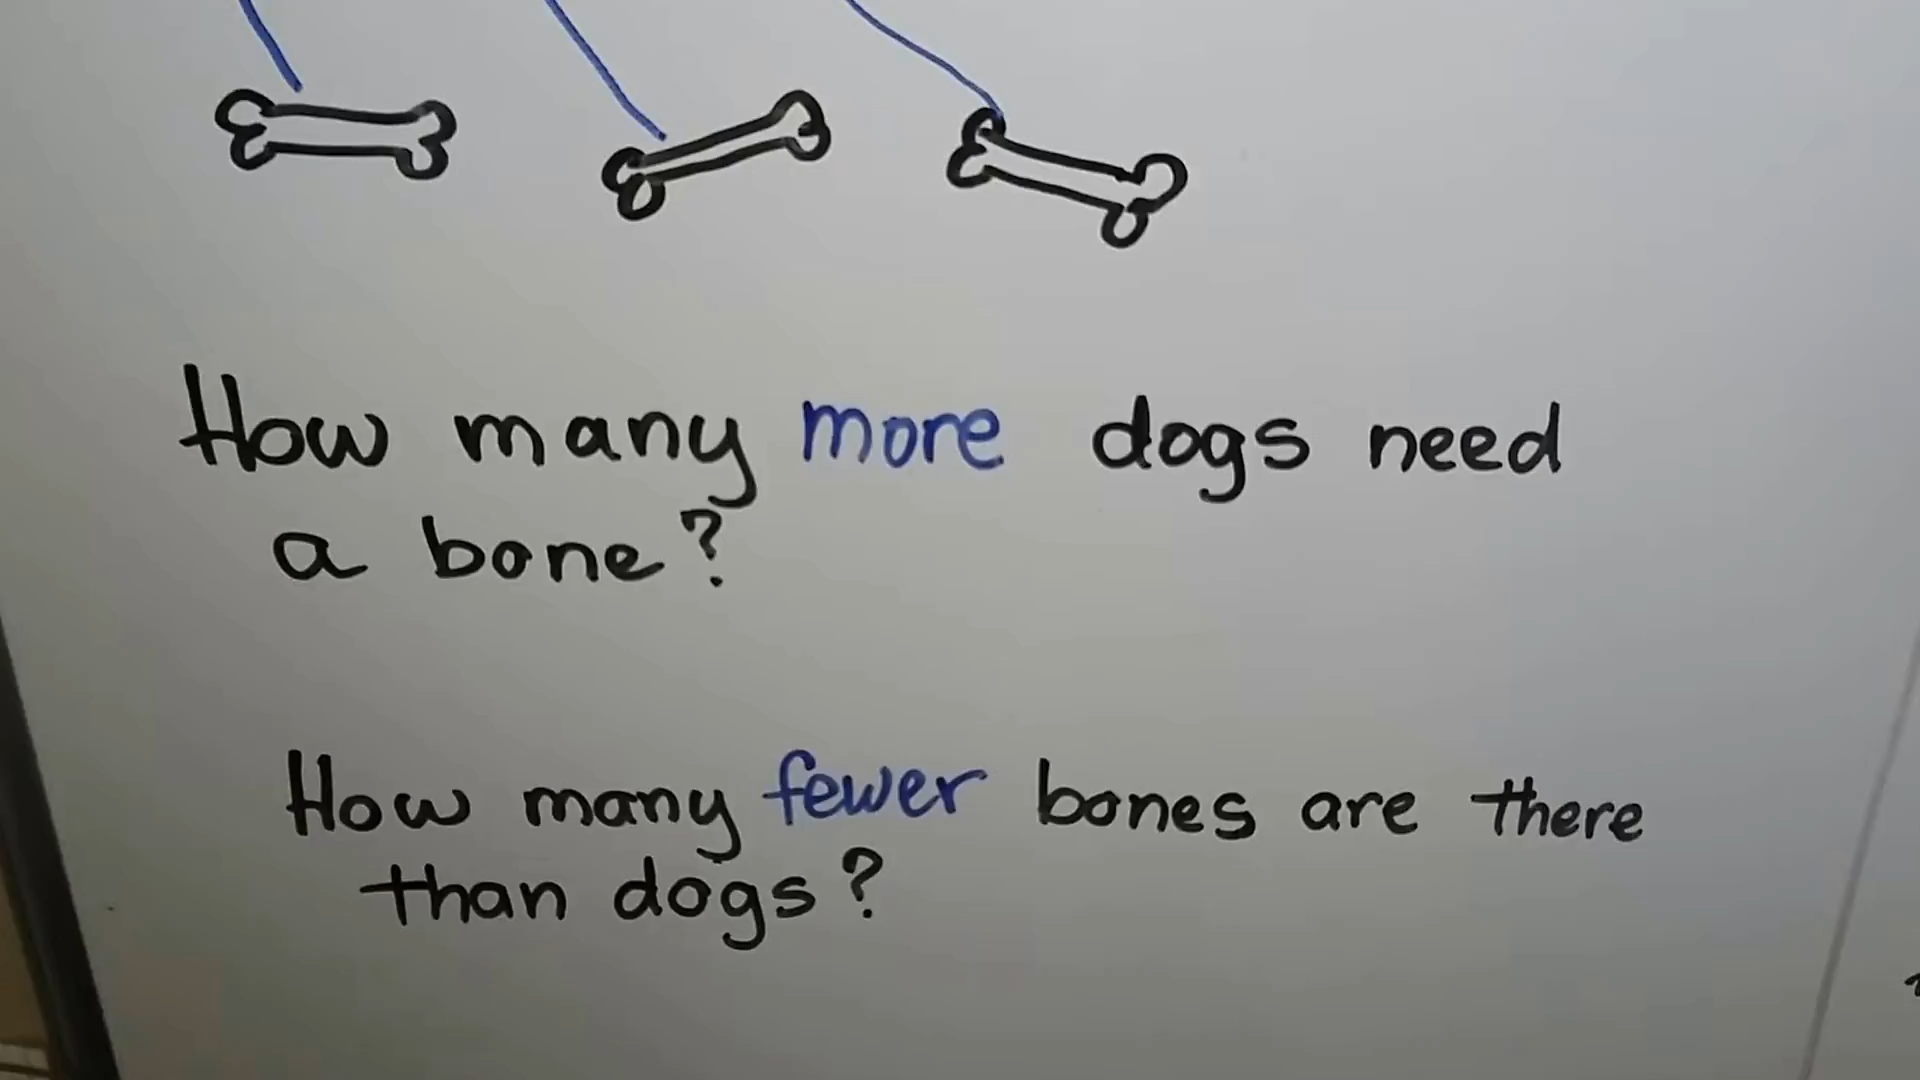 How many more dogs need
a bone?
How many fewer bones are there
than dogs?